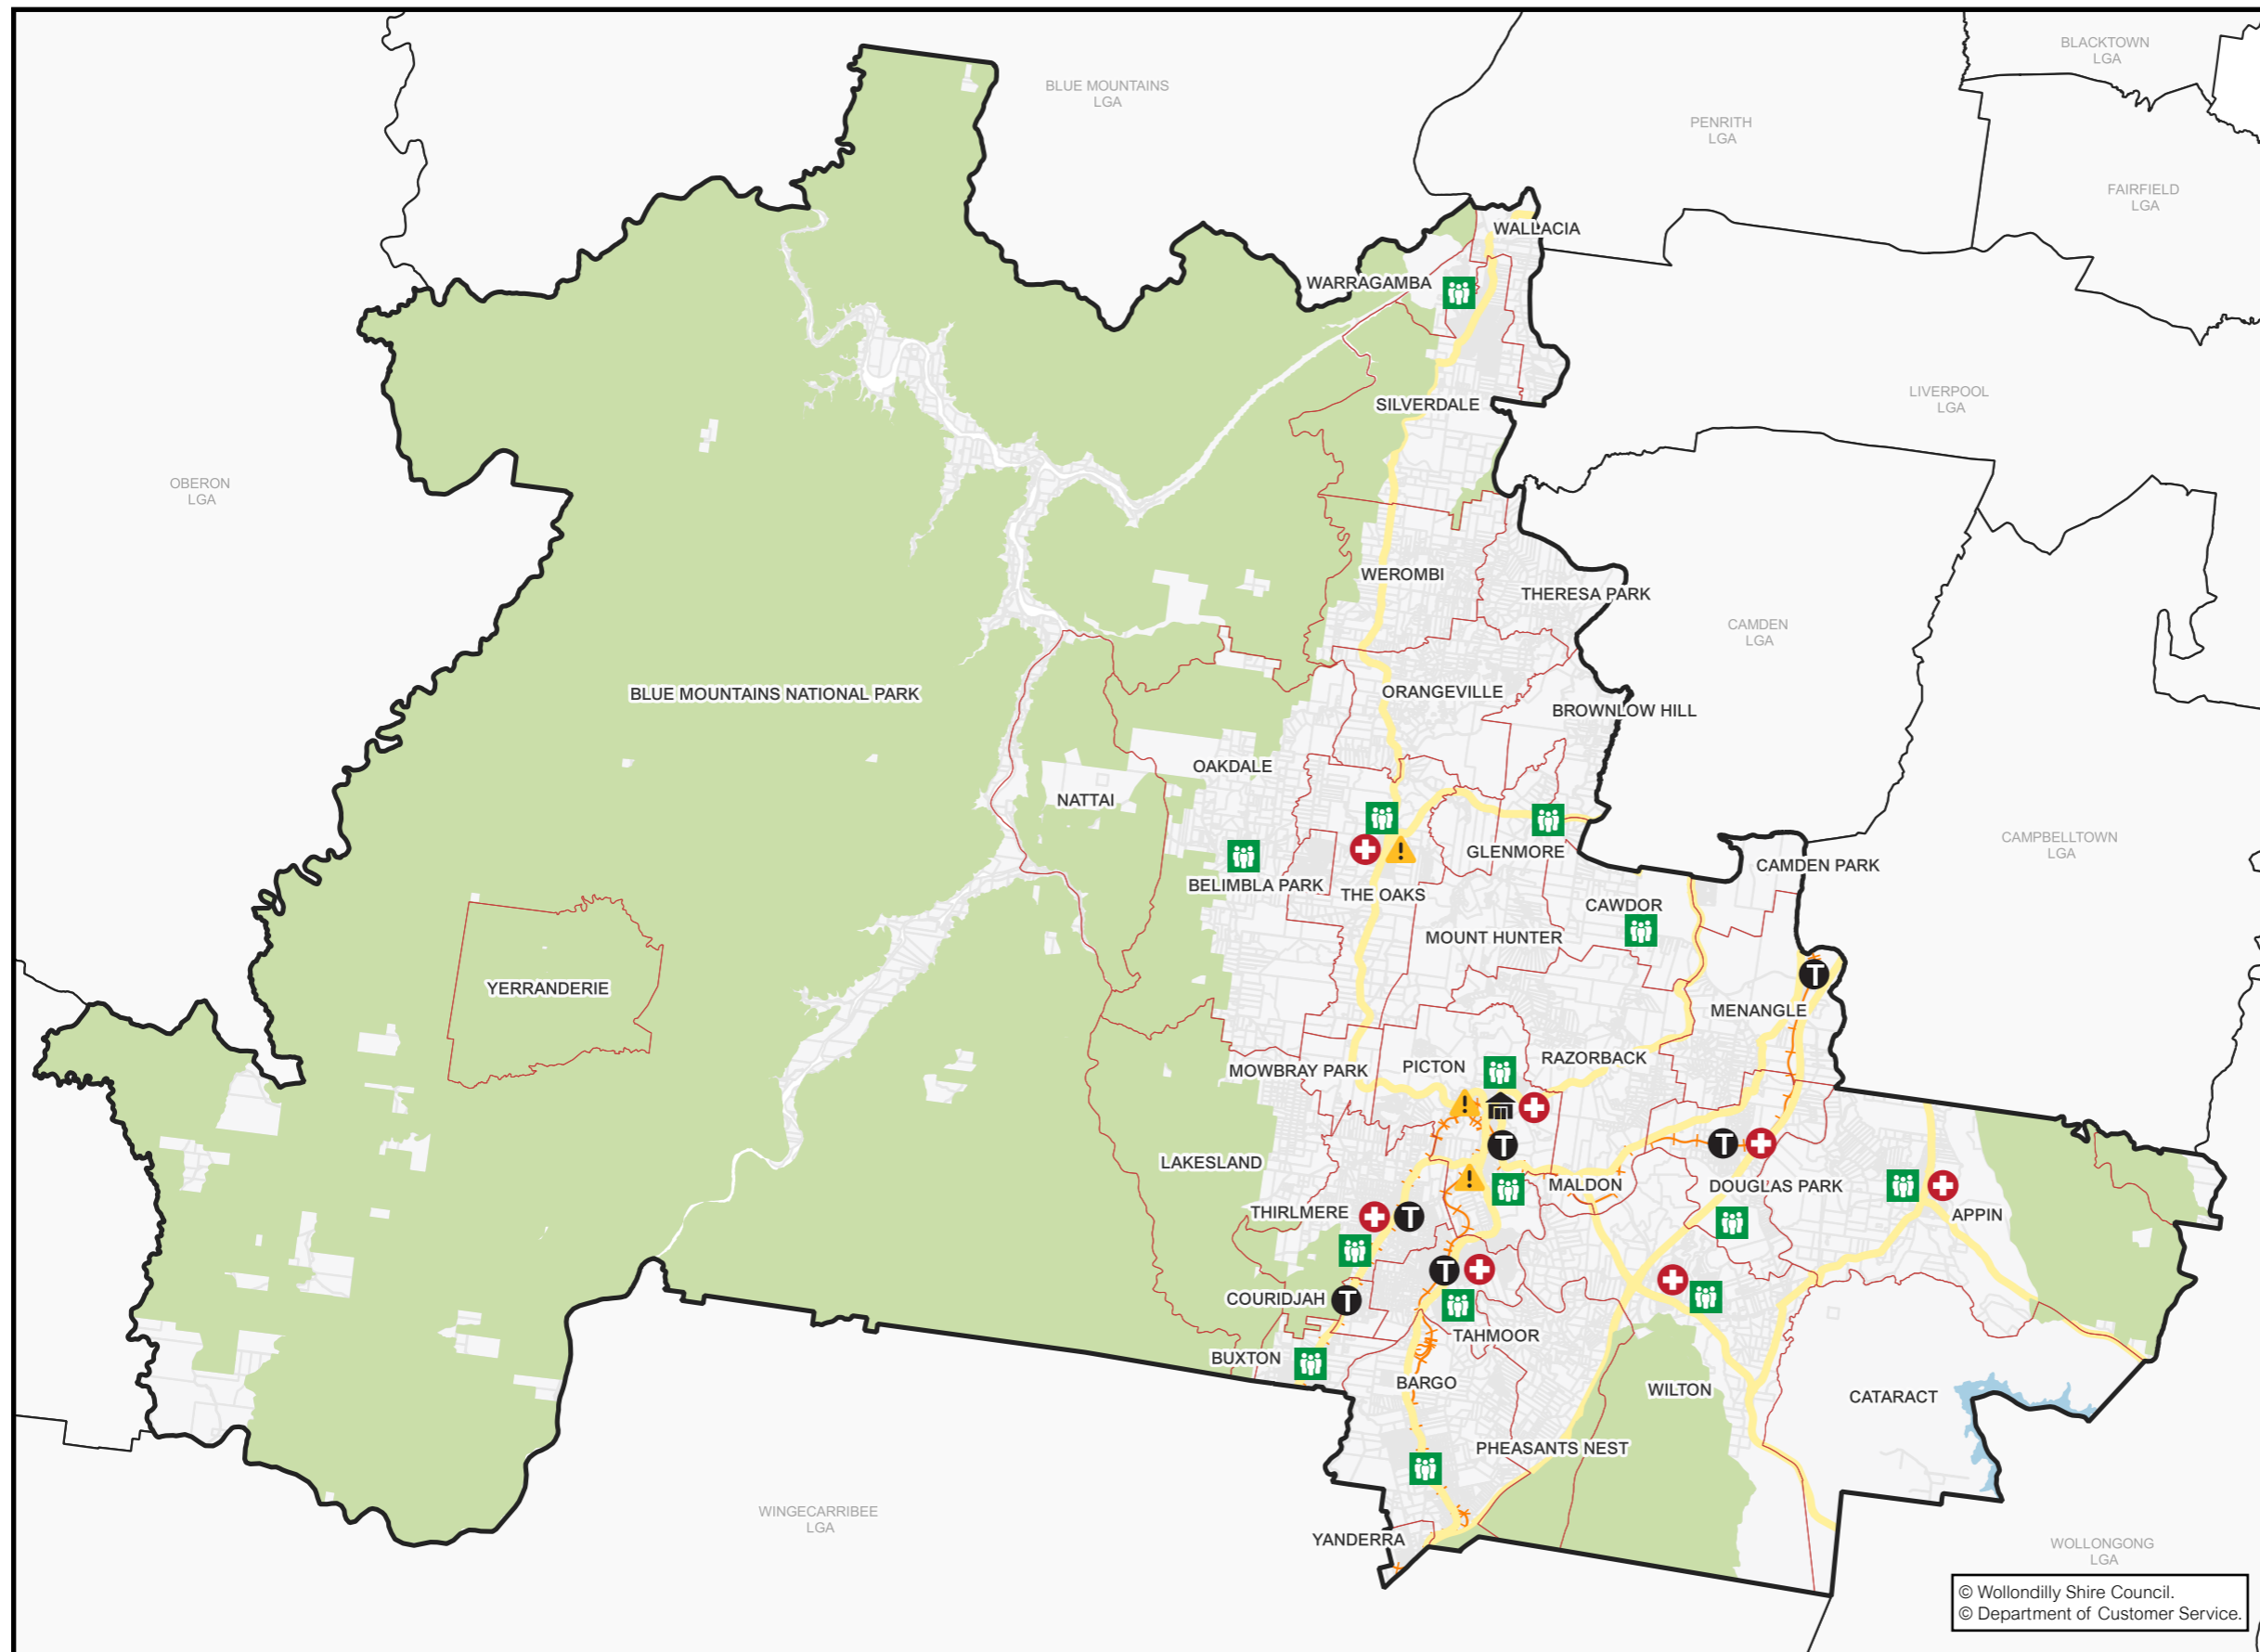 BLACKTOWN
LGA
BLUE MOUNTAINS
LGA
PENRITH
LGA
FAIRFIELD
LGA
WALLACIA
WARRAGAMBA
LIVERPOOL
LGA
SILVERDALE
OBERON
LGA
WEROMBI
THERESA PARK
CAMDEN
LGA
BLUE MOUNTAINS NATIONAL PARK
ORANGEVILLE
BROWNLOW HILL
OAKDALE
NATTAI
CAMPBELLTOWN
LGA
GLENMORE
CAMDEN PARK
BELIMBLA PARK
THE OAKS
CAWDOR
MOUNT HUNTER
T
YERRANDERIE
MENANGLE
RAZORBACK
PICTON
MOWBRAY PARK
T
T
LAKESLAND
MALDON
DOUGLAS PARK
THIRLMERE
T
APPIN
T
COURIDJAH
T
TAHMOOR
BUXTON
BARGO
WILTON
CATARACT
PHEASANTS NEST
WINGECARRIBEE
LGA
YANDERRA
WOLLONGONG
LGA
© Wollondilly Shire Council.
© Department of Customer Service.